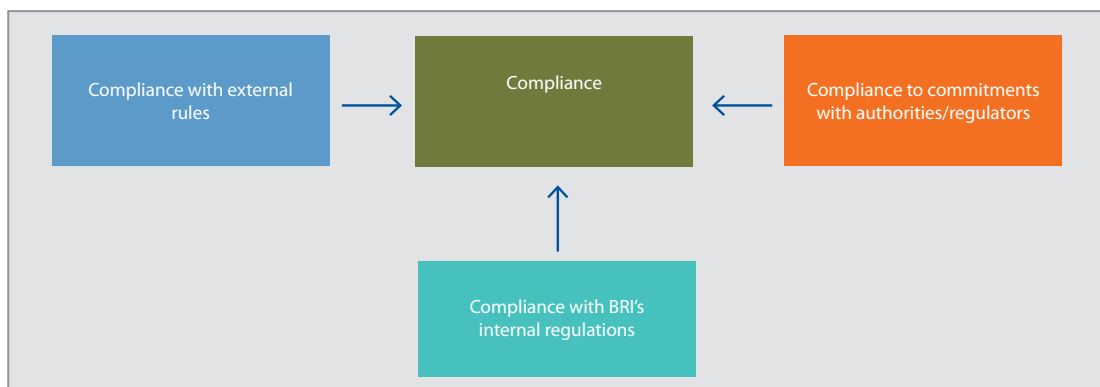 Compliance with external
rules
Compliance
Compliance to commitments
with authorities/regulators
Compliance with BRI’s
internal regulations